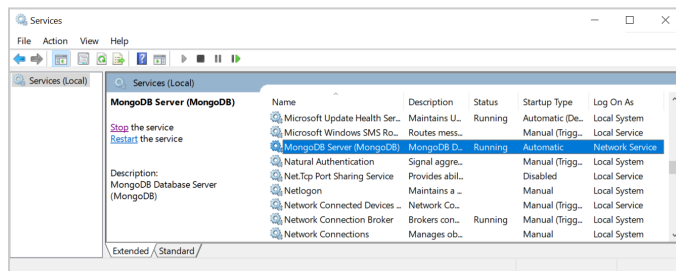 Services
File Action View Help
Services (Local)
Services (Local)
MongoDB Server (MongoDB)
Stop the service
Restart the service
Description:
MongoDB Database Server
(MongoDB)
Name Description Status Startup Type Log On As
Microsoft Update Health Ser... Maintains U... Running Automatic (De... Local System
Microsoft Windows SMS Ro... Routes mess... Manual (Trigg... Local Service
MongoDB Server (MongoDB) MongoDB D... Running Automatic Network Service
Natural Authentication Signal aggre... Manual (Trigg... Local System
Net.Tcp Port Sharing Service Provides abil... Disabled Local Service
Netlogon Maintains a ... Manual Local System
Network Connected Devices ... Network Co... Manual (Trigg... Local Service
Network Connection Broker Brokers con... Running Manual (Trigg... Local System
Network Connections Manages ob... Manual Local System
Extended Standard